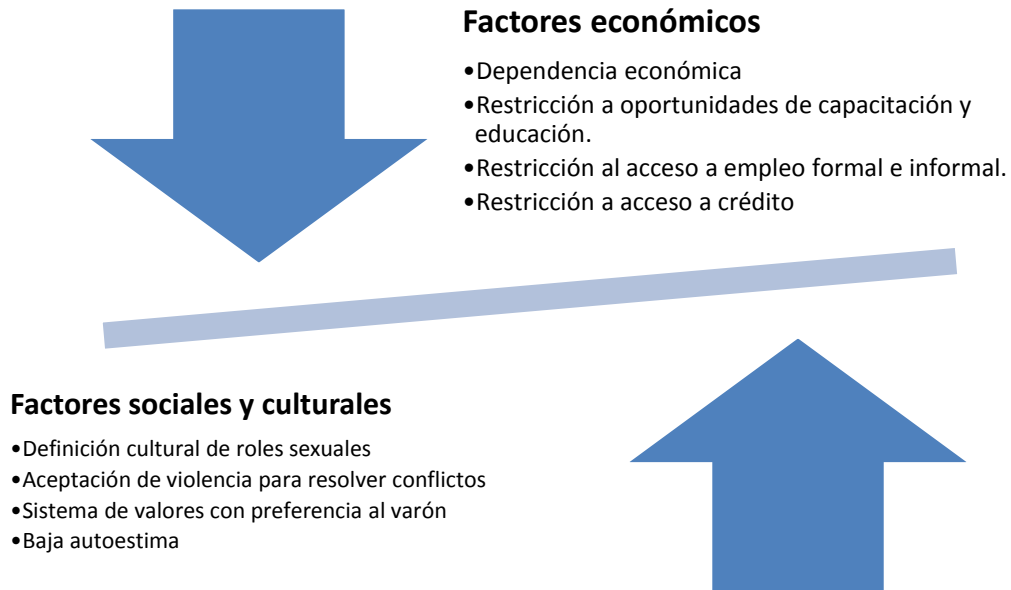 Factores económicos
•Dependencia económica
•Restricción a oportunidades de capacitación y
educación.
•Restricción al acceso a empleo formal e informal.
•Restricción a acceso a crédito
Factores sociales y culturales
•Definición cultural de roles sexuales
•Aceptación de violencia para resolver conflictos
•Sistema de valores con preferencia al varón
•Baja autoestima